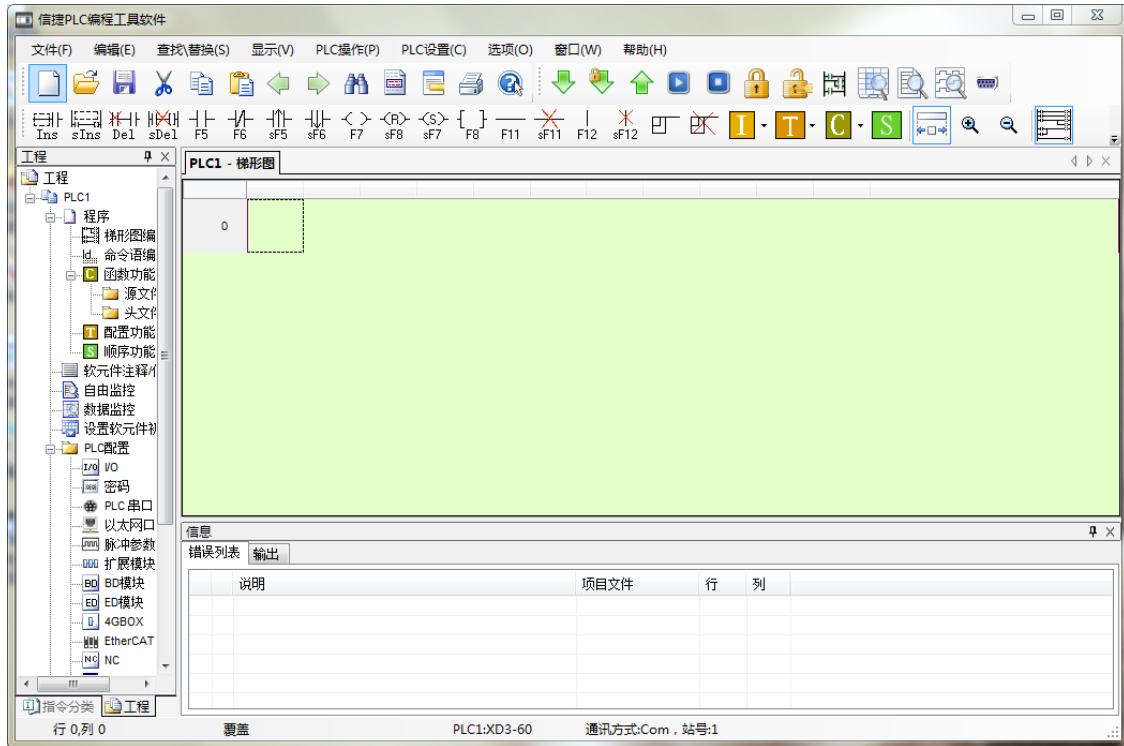 信捷PLC编程工具软件
文件(F) 编辑(E) 查找\替换(S) 显示(V) PLC操作(P) PLC设置(C) 选项(O) 窗口(W) 帮助(H)
Ins sIns Del sDel F5 F6 sF5 sF6 F7 sF8 sF7 F8 F11 sF11 F12 sF12 I T C S
工程
PLC1 - 梯形图
工程
PLC1
程序
梯形图编
命令语编
函数功能
源文件
头文件
配置功能
顺序功能
软元件注释/
自由监控
数据监控
设置软元件初
PLC配置
I/O I/O
密码
PLC 串口
以太网口
脉冲参数
扩展模块
BD BD模块
ED ED模块
4GBOX
EtherCAT
NC NC
指令分类 工程
0
信息
错误列表 输出
说明 项目文件 行 列
行 0,列 0 覆盖 PLC1:XD3-60 通讯方式:Com，站号:1